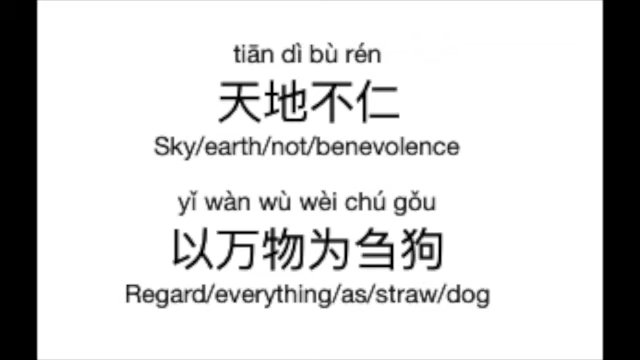 tiān dì bù rén
天地不仁
Sky/earth/not/benevolence
yǐ wàn wù wèi chú gǒu
以万物为刍狗
Regard/everything/as/straw/dog